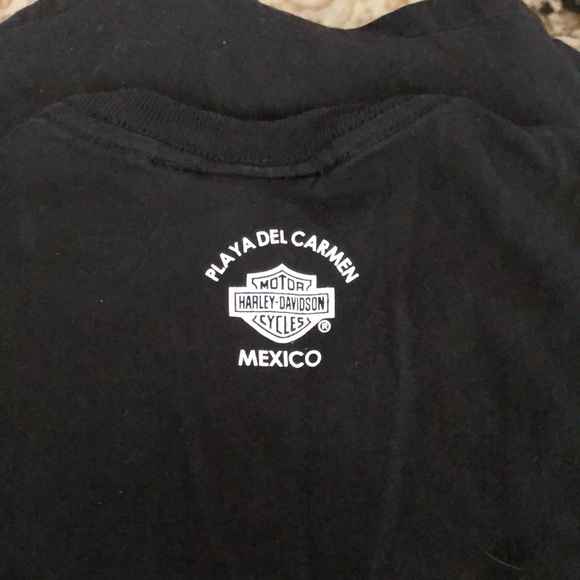 PLAYA DEL CARMEN
MOTOR
HARLEY-DAVIDSON
CYCLES ®
MEXICO